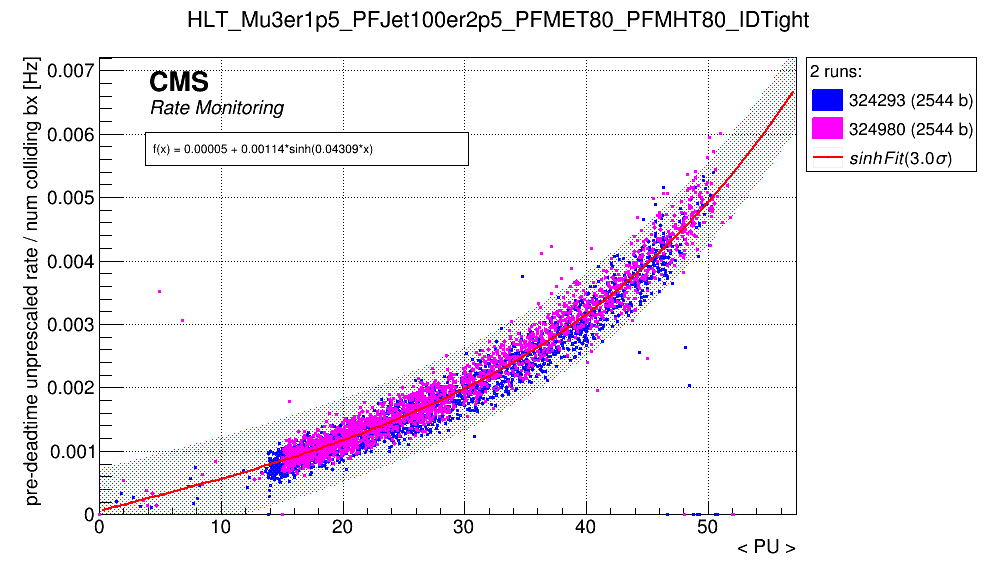 HLT_Mu3er1p5_PFJet100er2p5_PFMET80_PFMHT80_IDTight
pre-deadtime unprescaled rate / num colliding bx [Hz]
0.007
0.006
0.005
0.004
0.003
0.002
0.001
0
CMS
Rate Monitoring
f(x) = 0.00005 + 0.00114*sinh(0.04309*x)
2 runs:
324293 (2544 b)
324980 (2544 b)
sinhFit(3.0σ)
0 10 20 30 40 50
< PU >